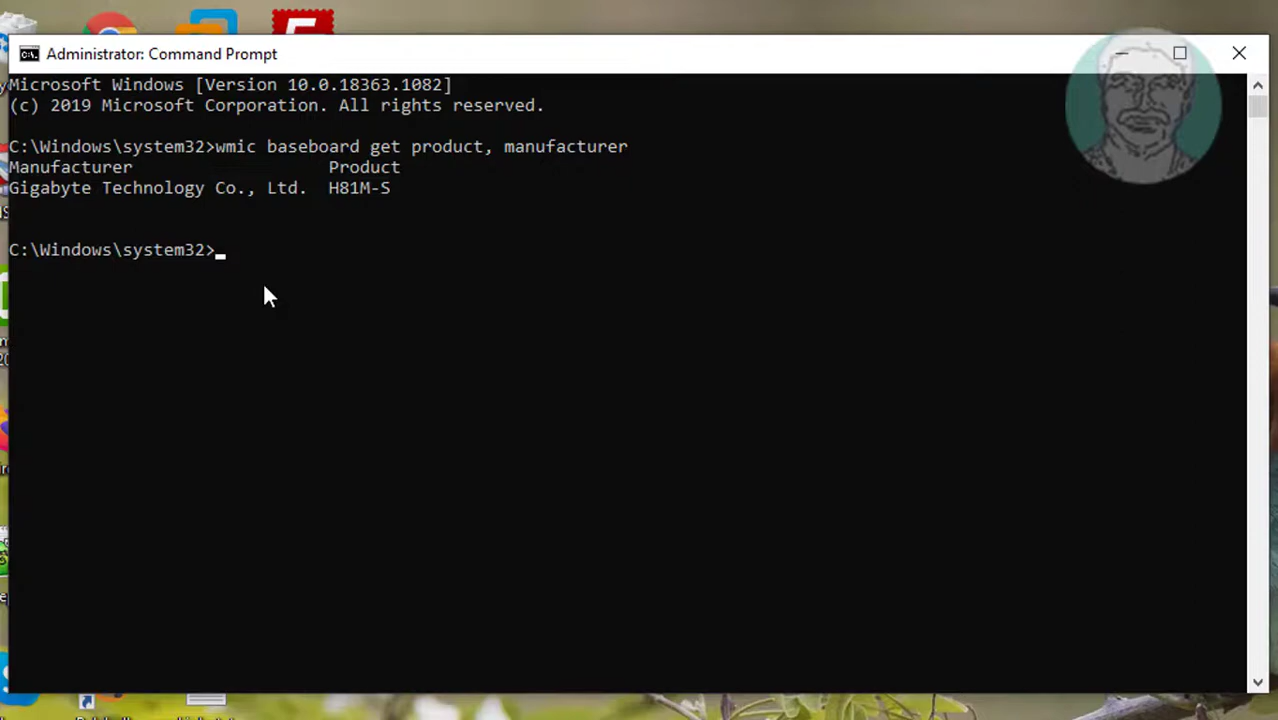 Administrator: Command Prompt
Microsoft Windows [Version 10.0.18363.1082]
(c) 2019 Microsoft Corporation. All rights reserved.
C:\Windows\system32>wmic baseboard get product, manufacturer
Manufacturer Product
Gigabyte Technology Co., Ltd. H81M-S
C:\Windows\system32>